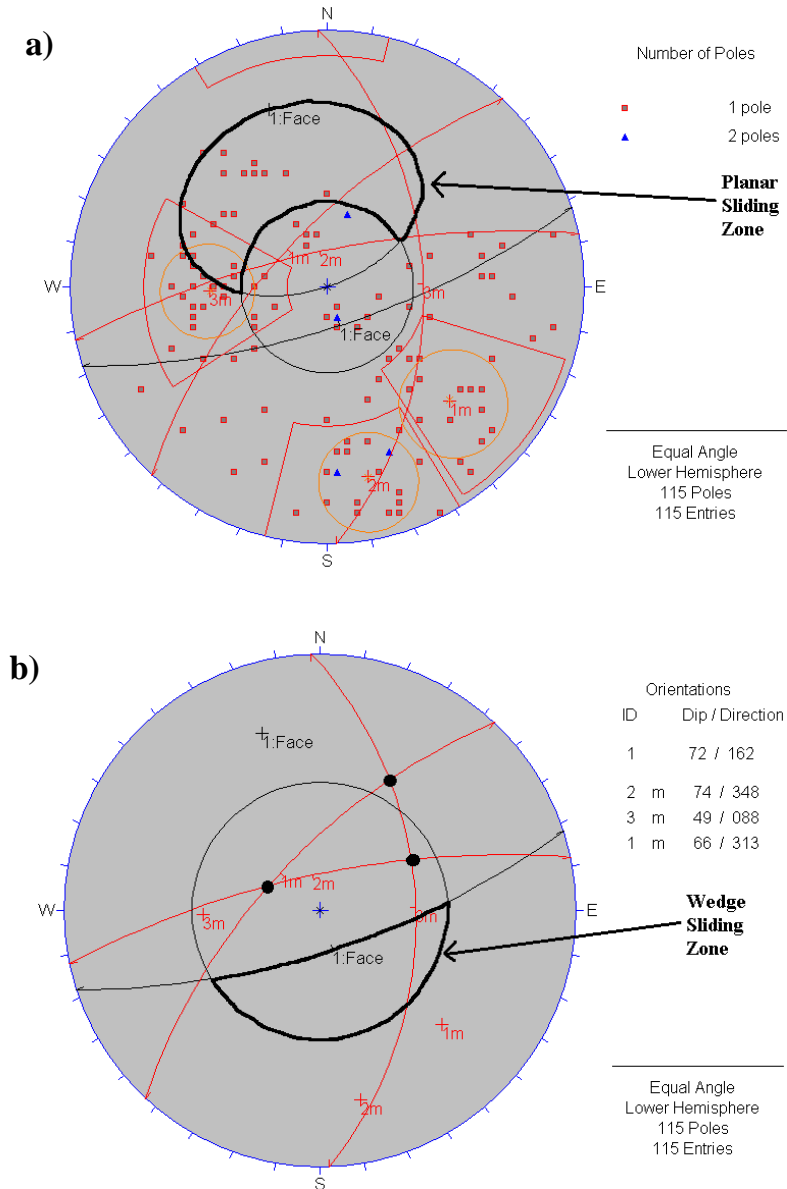 a)
N
1:Face
W
E
1m
2m
3m
3m
1:Face
1m
2m
S
Number of Poles
1 pole
2 poles
Planar
Sliding
Zone
Equal Angle
Lower Hemisphere
115 Poles
115 Entries
b)
N
1:Face
W
E
1m
2m
3m
3m
1:Face
1m
2m
S
Orientations
ID Dip / Direction
1 72 / 162
2 m 74 / 348
3 m 49 / 088
1 m 66 / 313
Wedge
Sliding
Zone
Equal Angle
Lower Hemisphere
115 Poles
115 Entries